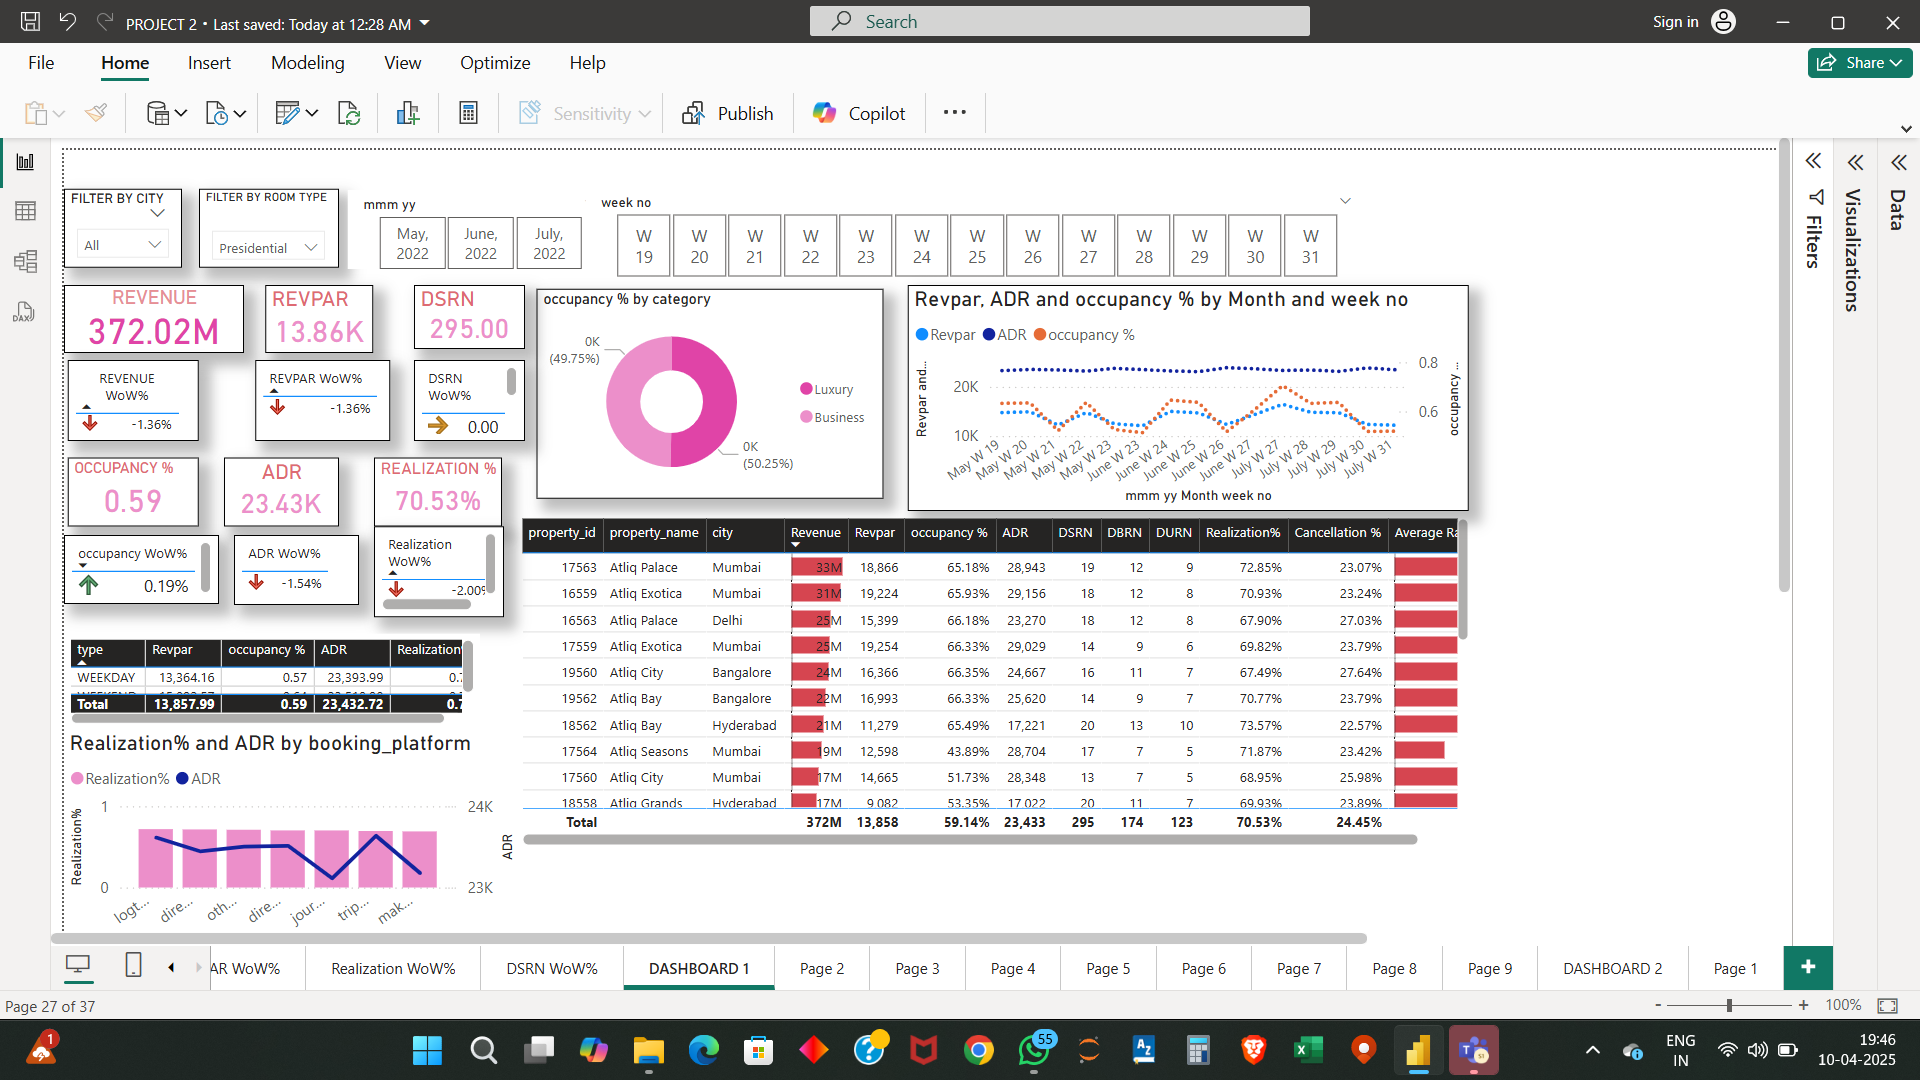 PROJECT 2 • Last saved: Today at 12:28 AM
Search
Sign in
File Home Insert Modeling View Optimize Help
Share
Sensitivity
Publish
Copilot
FILTER BY CITY
All
FILTER BY ROOM TYPE
Presidential
mmm yy
May, 2022
June, 2022
July, 2022
week no
W 19
W 20
W 21
W 22
W 23
W 24
W 25
W 26
W 27
W 28
W 29
W 30
W 31
Filters
Visualizations
Data
REVENUE
372.02M
REVPAR
13.86K
DSRN
295.00
REVENUE WoW%
-1.36%
REVPAR WoW%
-1.36%
DSRN WoW%
0.00
OCCUPANCY %
0.59
ADR
23.43K
REALIZATION %
70.53%
occupancy WoW%
0.19%
ADR WoW%
-1.54%
Realization WoW%
-2.00%
occupancy % by category
0K (49.75%)
0K (50.25%)
Luxury
Business
Revpar, ADR and occupancy % by Month and week no
Revpar ADR occupancy %
Revpar and...
20K
10K
0.8
0.6
occupancy ...
May W 19
May W 20
May W 21
May W 22
May W 23
June W 23
June W 24
June W 25
June W 26
June W 27
July W 27
July W 28
July W 29
July W 30
July W 31
mmm yy Month week no
property_id property_name city Revenue Revpar occupancy % ADR DSRN DBRN DURN Realization% Cancellation % Average Ra
17563 Atliq Palace Mumbai 33M 18,866 65.18% 28,943 19 12 9 72.85% 23.07%
16559 Atliq Exotica Mumbai 31M 19,224 65.93% 29,156 18 12 8 70.93% 23.24%
16563 Atliq Palace Delhi 25M 15,399 66.18% 23,270 18 12 8 67.90% 27.03%
17559 Atliq Exotica Mumbai 25M 19,254 66.33% 29,029 14 9 6 69.82% 23.79%
19560 Atliq City Bangalore 24M 16,366 66.35% 24,667 16 11 7 67.49% 27.64%
19562 Atliq Bay Bangalore 22M 16,993 66.33% 25,620 14 9 7 70.77% 23.79%
18562 Atliq Bay Hyderabad 21M 11,279 65.49% 17,221 20 13 10 73.57% 22.57%
17564 Atliq Seasons Mumbai 19M 12,598 43.89% 28,704 17 7 5 71.87% 23.42%
17560 Atliq City Mumbai 17M 14,665 51.73% 28,348 13 7 5 68.95% 25.98%
18558 Atliq Grands Hyderabad 17M 9,082 53.35% 17,022 20 11 7 69.93% 23.89%
Total 372M 13,858 59.14% 23,433 295 174 123 70.53% 24.45%
type Revpar occupancy % ADR Realization
WEEKDAY 13,364.16 0.57 23,393.99 0.7
Total 13,857.99 0.59 23,432.72 0.7
Realization% and ADR by booking_platform
Realization% ADR
Realization%
1
0
24K
23K
ADR
logt...
dire...
oth...
dire...
jour...
trip...
mak...
AR WoW%
Realization WoW%
DSRN WoW%
DASHBOARD 1
Page 2
Page 3
Page 4
Page 5
Page 6
Page 7
Page 8
Page 9
DASHBOARD 2
Page 1
Page 27 of 37
100%
1
55
ENG IN
19:46
10-04-2025